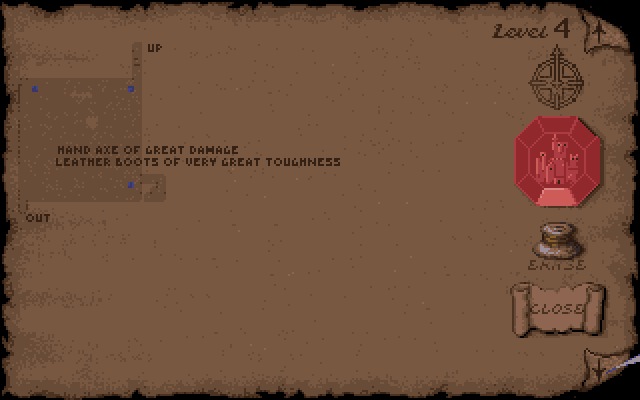 Level 4
UP
HAND AXE OF GREAT DAMAGE
LEATHER BOOTS OF VERY GREAT TOUGHNESS
OUT
ERASE
CLOSE